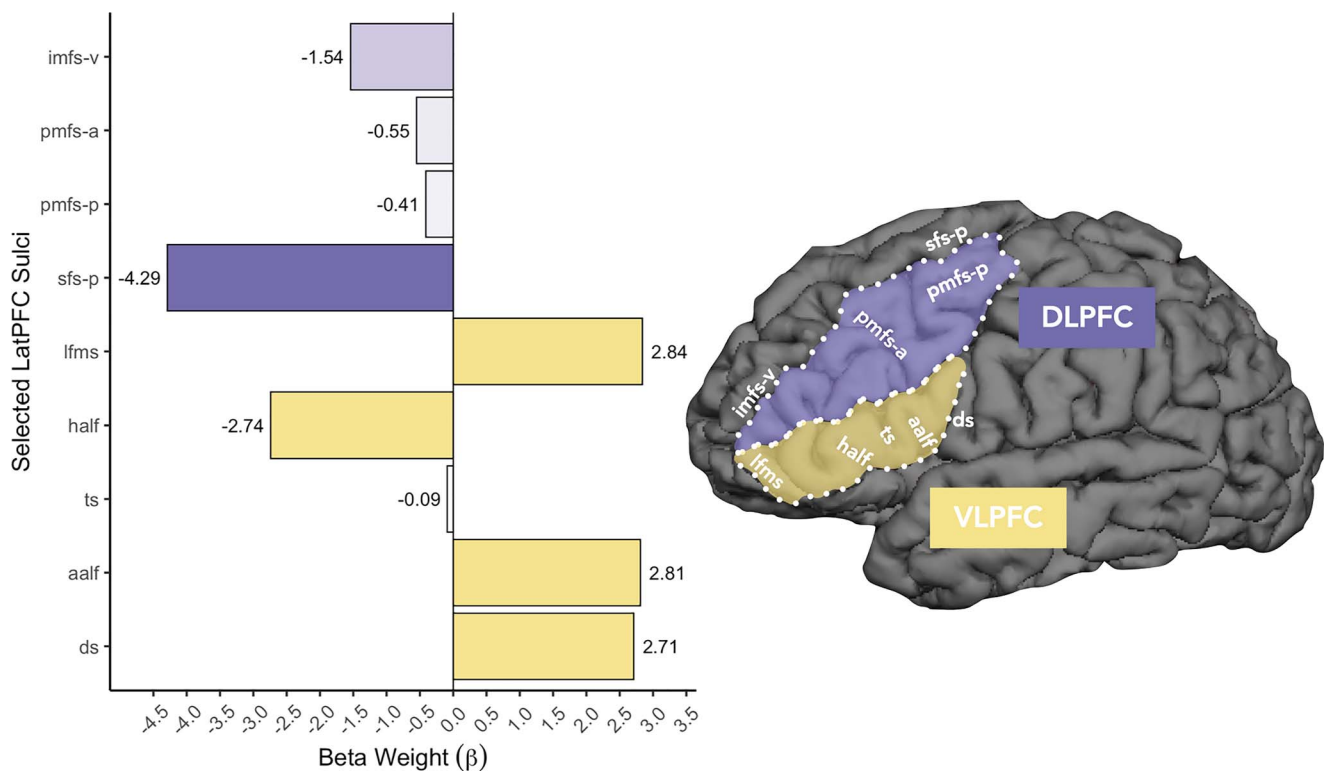 Selected LatPFC Sulci
imfs-v
-1.54
pmfs-a
-0.55
pmfs-p
-0.41
sfs-p
-4.29
lfms
2.84
half
-2.74
ts
-0.09
aalf
2.81
ds
2.71
-4.5 -4.0 -3.5 -3.0 -2.5 -2.0 -1.5 -1.0 -0.5 0.0 0.5 1.0 1.5 2.0 2.5 3.0 3.5
Beta Weight (β)
sfs-p
pmfs-p
pmfs-a
imfs-v
DLPFC
ds
aalf
ts
half
lfms
VLPFC